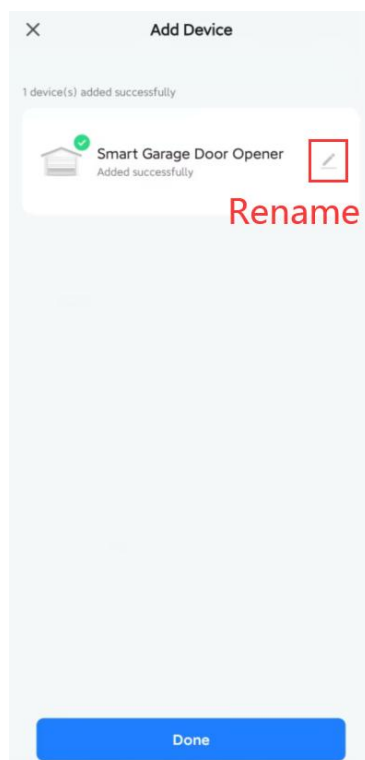 Add Device
1 device(s) added successfully
Smart Garage Door Opener
Added successfully
Rename
Done